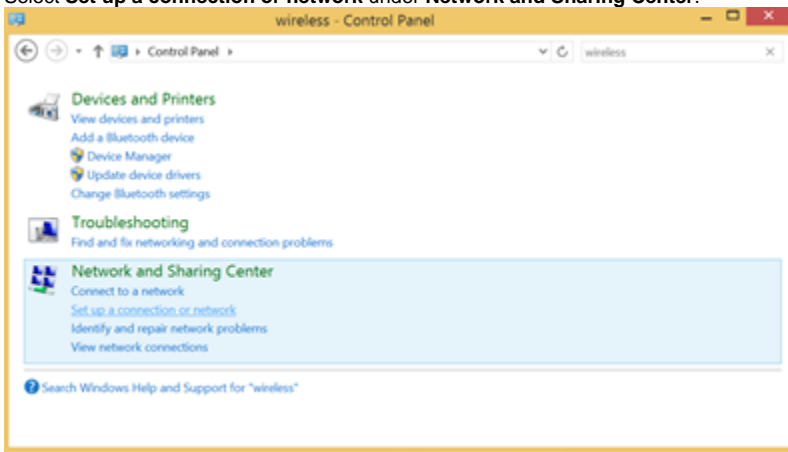 Select Set up a connection or network under Network and Sharing Center.
wireless - Control Panel
Control Panel
wireless
Devices and Printers
View devices and printers
Add a Bluetooth device
Device Manager
Update device drivers
Change Bluetooth settings
Troubleshooting
Find and fix networking and connection problems
Network and Sharing Center
Connect to a network
Set up a connection or network
Identify and repair network problems
View network connections
Search Windows Help and Support for "wireless"